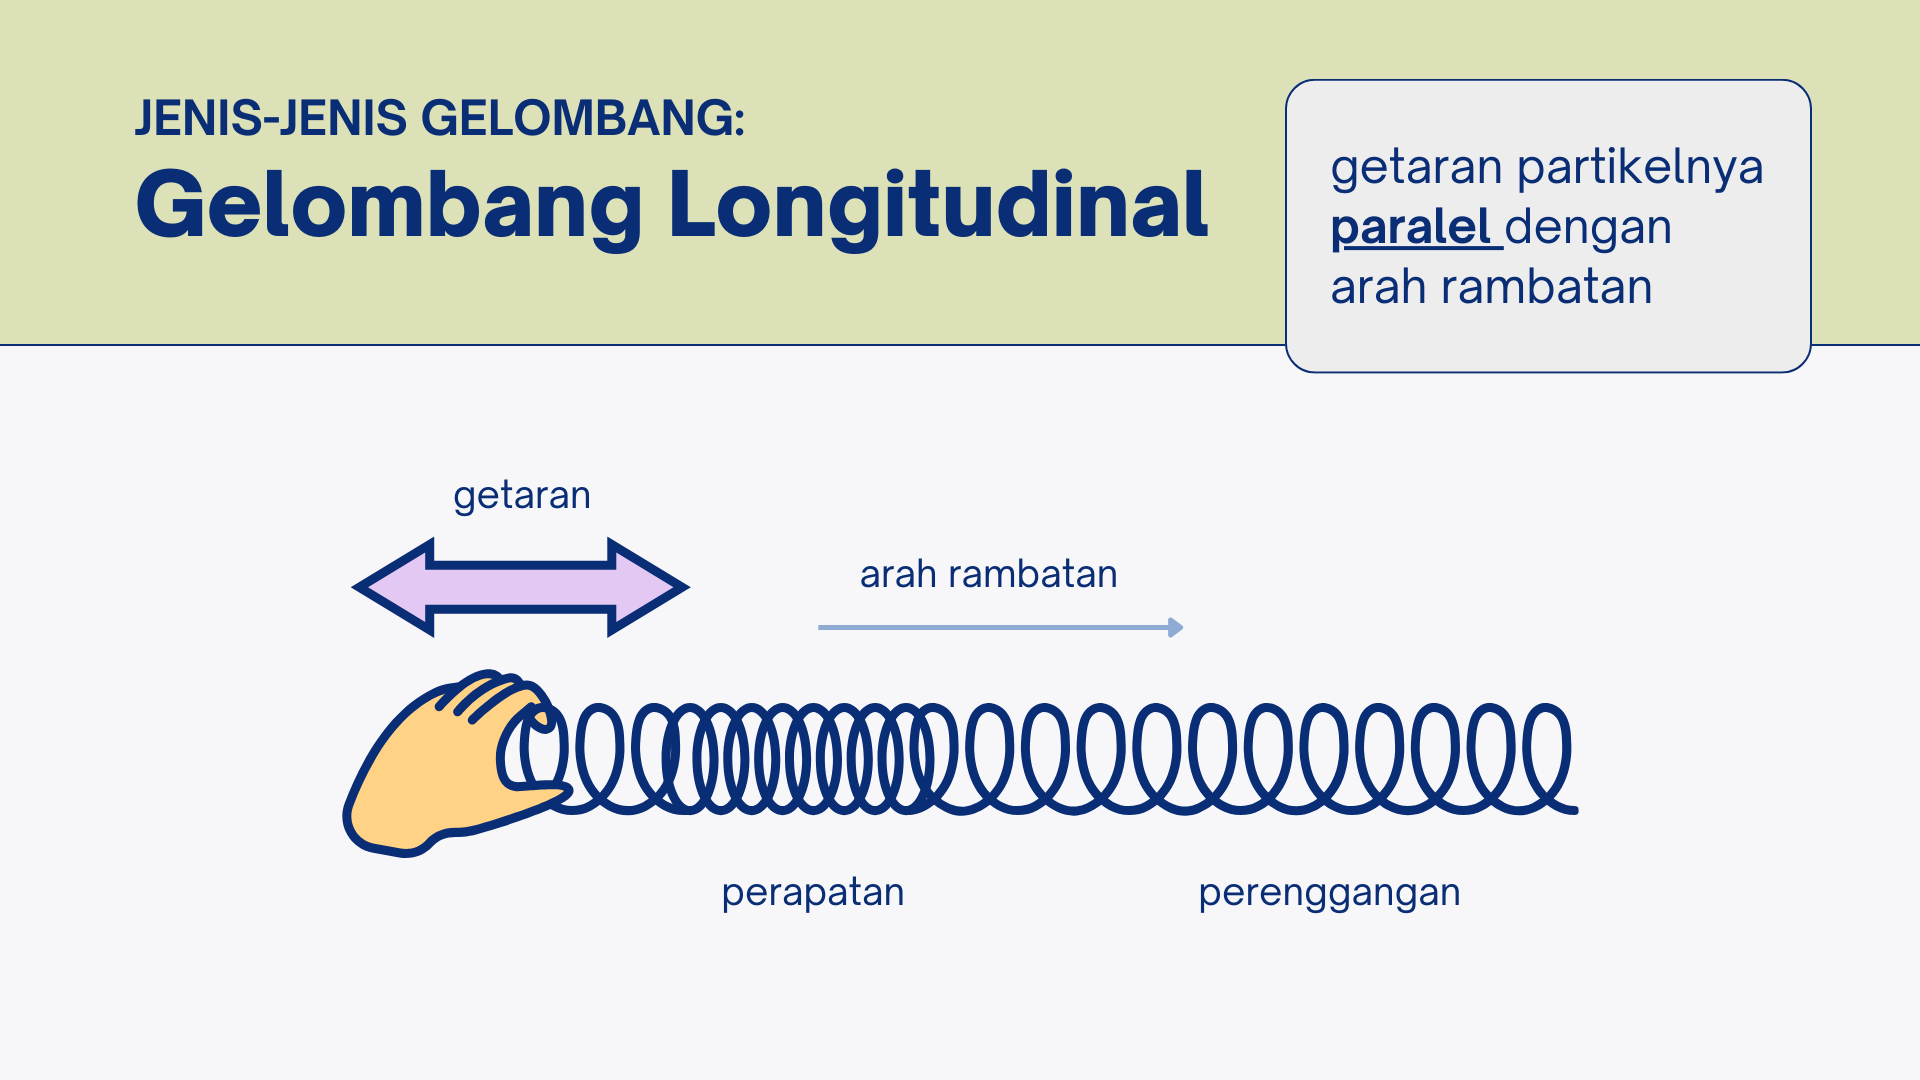 JENIS-JENIS GELOMBANG:
Gelombang Longitudinal
getaran partikelnya
paralel dengan
arah rambatan
getaran
arah rambatan
perapatan
perenggangan